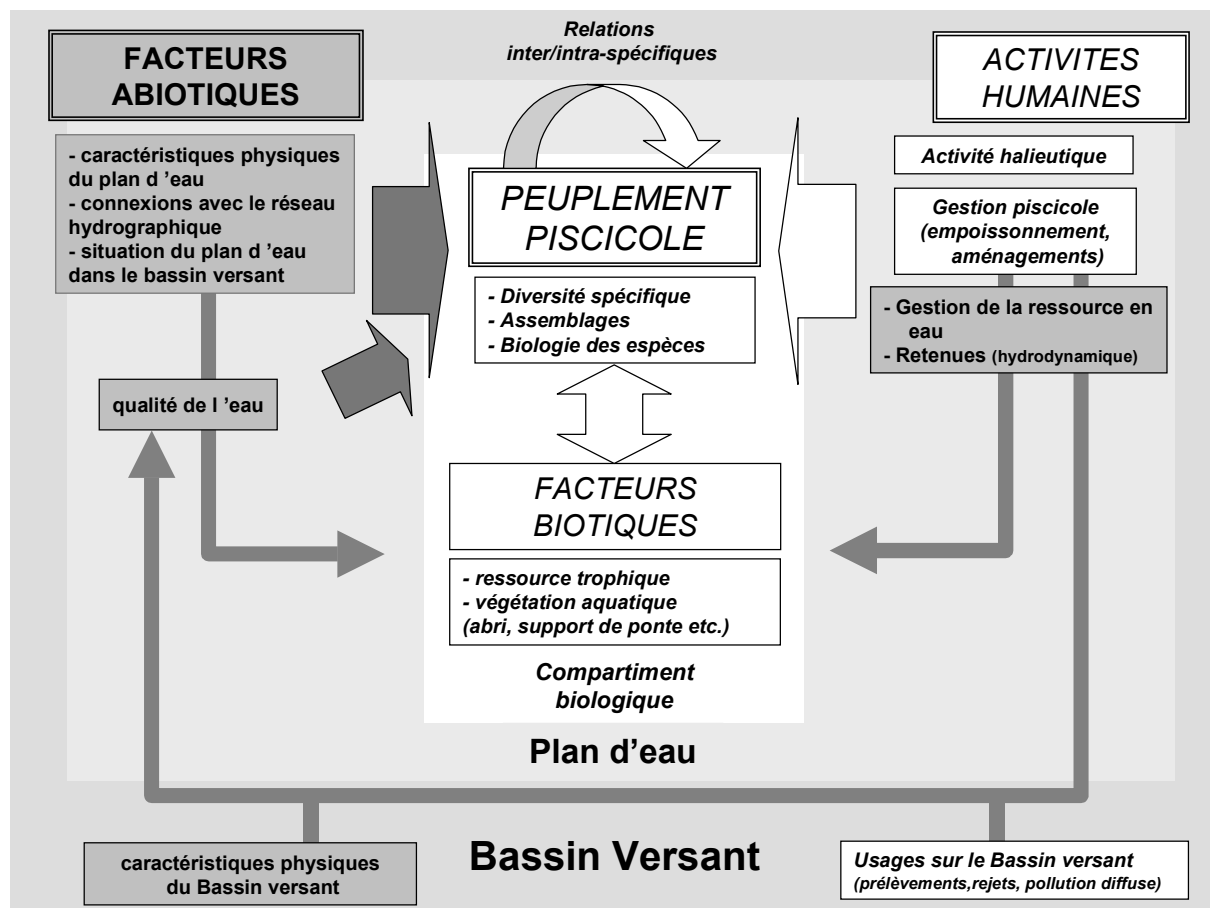 Relations
inter/intra-spécifiques
FACTEURS
ABIOTIQUES
- caractéristiques physiques
du plan d ’eau
- connexions avec le réseau
hydrographique
- situation du plan d ’eau
dans le bassin versant
qualité de l ’eau
PEUPLEMENT
PISCICOLE
- Diversité spécifique
- Assemblages
- Biologie des espèces
FACTEURS
BIOTIQUES
- ressource trophique
- végétation aquatique
(abri, support de ponte etc.)
Compartiment
biologique
Plan d’eau
ACTIVITES
HUMAINES
Activité halieutique
Gestion piscicole
(empoissonnement,
aménagements)
- Gestion de la ressource en
eau
- Retenues (hydrodynamique)
caractéristiques physiques
du Bassin versant
Bassin Versant
Usages sur le Bassin versant
(prélèvements,rejets, pollution diffuse)